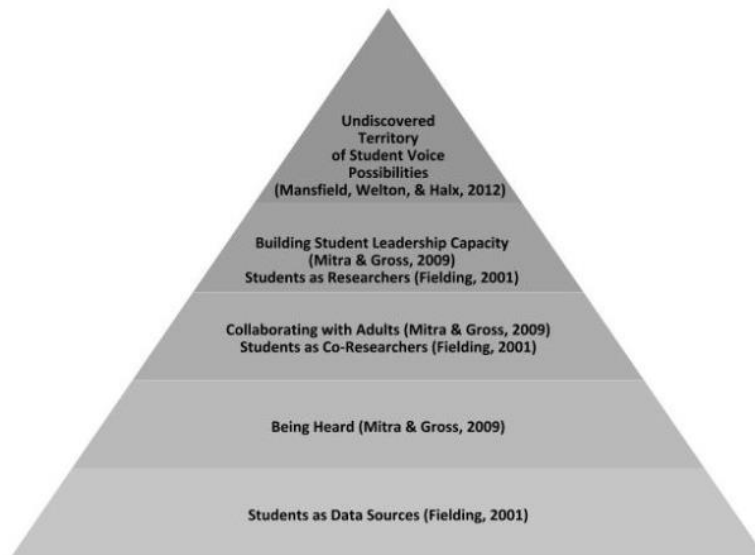 Undiscovered
Territory
of Student Voice
Possibilities
(Mansfield, Welton, & Halx, 2012)
Building Student Leadership Capacity
(Mitra & Gross, 2009)
Students as Researchers (Fielding, 2001)
Collaborating with Adults (Mitra & Gross, 2009)
Students as Co-Researchers (Fielding, 2001)
Being Heard (Mitra & Gross, 2009)
Students as Data Sources (Fielding, 2001)